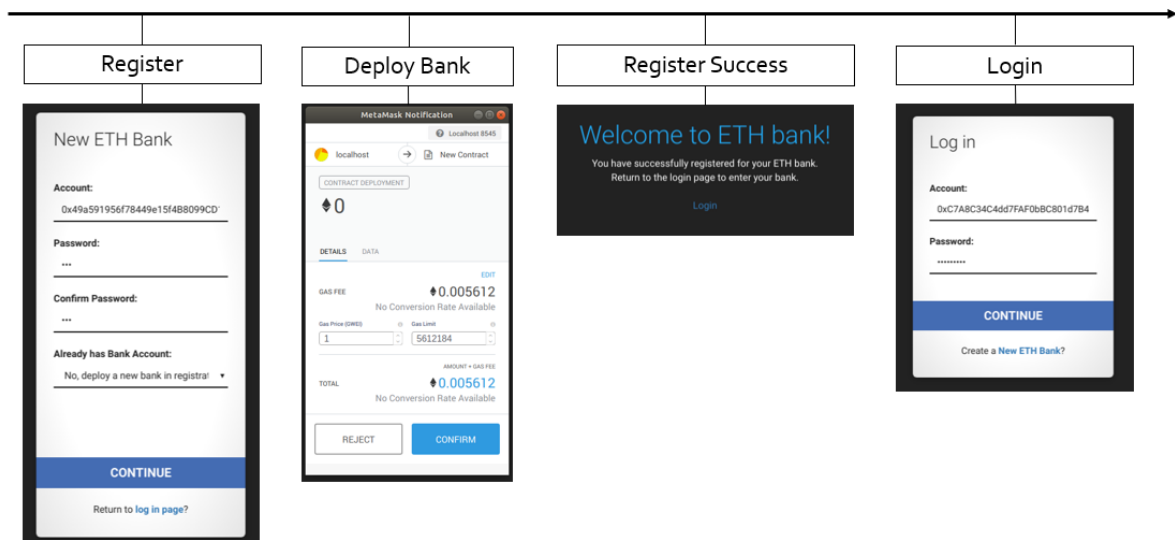 Register
Deploy Bank
Register Success
Login
New ETH Bank
Account:
0x49a591956f78449e15f4B8099CD
Password:
•••
Confirm Password:
•••
Already has Bank Account:
No, deploy a new bank in registrat
CONTINUE
Return to log in page?
MetaMask Notification
Localhost 8545
localhost
New Contract
CONTRACT DEPLOYMENT
0
DETAILS DATA
EDIT
GAS FEE 0.005612
No Conversion Rate Available
Gas Price (GWEI) Gas Limit
1 5612184
AMOUNT + GAS FEE
TOTAL 0.005612
No Conversion Rate Available
REJECT CONFIRM
Welcome to ETH bank!
You have successfully registered for your ETH bank.
Return to the login page to enter your bank.
Login
Log in
Account:
0xC7A8C34C4dd7FAF0bBC801d7B4
Password:
•••••••••
CONTINUE
Create a New ETH Bank?